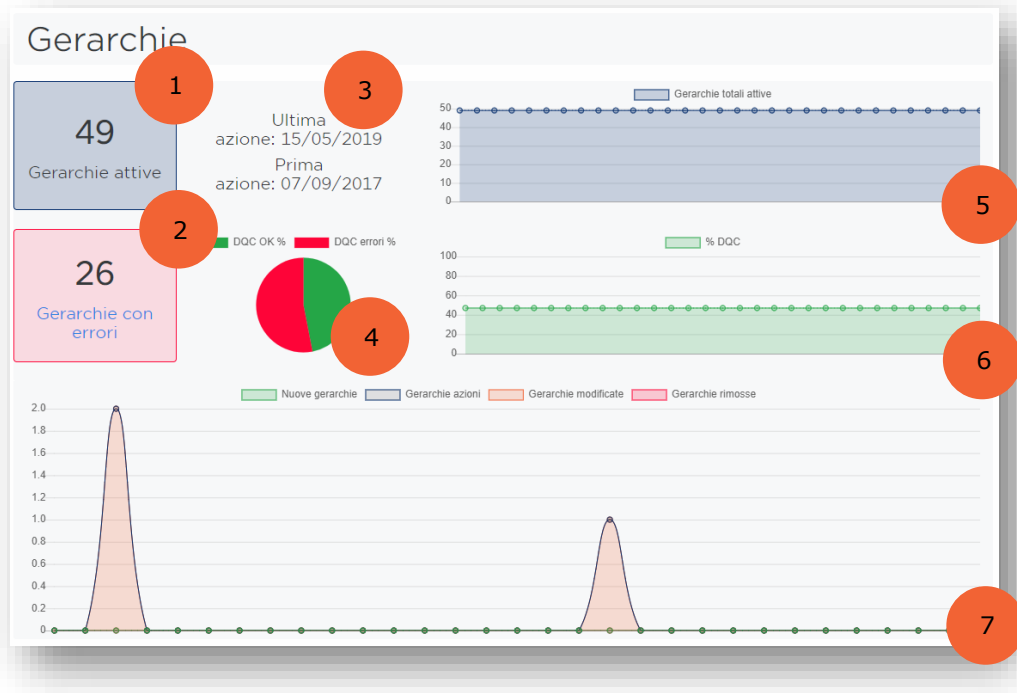 Gerarchie
1
49
Gerarchie attive
3
Ultima
azione: 15/05/2019
Prima
azione: 07/09/2017
Gerarchie totali attive
50
40
30
20
10
0
5
2
26
Gerarchie con
errori
DQC OK %
DQC errori %
4
% DQC
100
80
60
40
20
0
6
Nuove gerarchie
Gerarchie azioni
Gerarchie modificate
Gerarchie rimosse
2.0
1.8
1.6
1.4
1.2
1.0
0.8
0.6
0.4
0.2
0
7